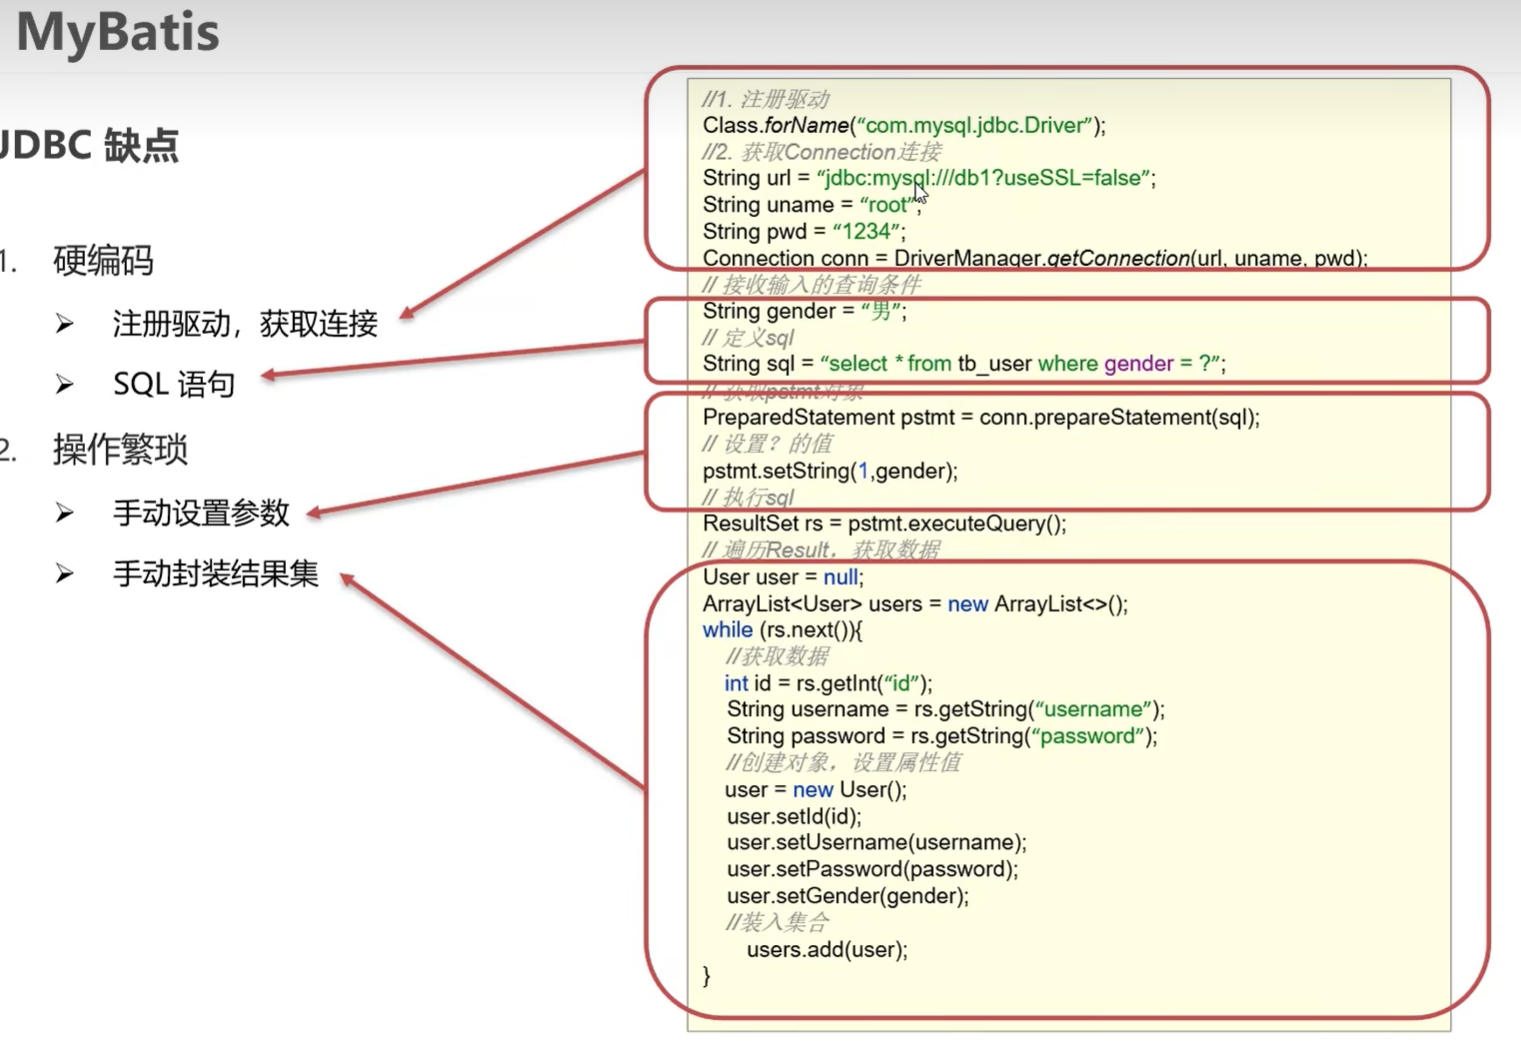 MyBatis
JDBC 缺点
1. 硬编码
➢ 注册驱动，获取连接
➢ SQL 语句
2. 操作繁琐
➢ 手动设置参数
➢ 手动封装结果集
//1. 注册驱动
Class.forName(“com.mysql.jdbc.Driver”);
//2. 获取Connection连接
String url = “jdbc:mysql:///db1?useSSL=false”;
String uname = “root”;
String pwd = “1234”;
Connection conn = DriverManager.getConnection(url, uname, pwd);
// 接收输入的查询条件
String gender = “男”;
// 定义sql
String sql = “select * from tb_user where gender = ?”;
// 获取pstmt对象
PreparedStatement pstmt = conn.prepareStatement(sql);
// 设置？的值
pstmt.setString(1,gender);
// 执行sql
ResultSet rs = pstmt.executeQuery();
// 遍历Result，获取数据
User user = null;
ArrayList<User> users = new ArrayList<>();
while (rs.next()){
//获取数据
int id = rs.getInt(“id”);
String username = rs.getString(“username”);
String password = rs.getString(“password”);
//创建对象，设置属性值
user = new User();
user.setId(id);
user.setUsername(username);
user.setPassword(password);
user.setGender(gender);
//装入集合
users.add(user);
}